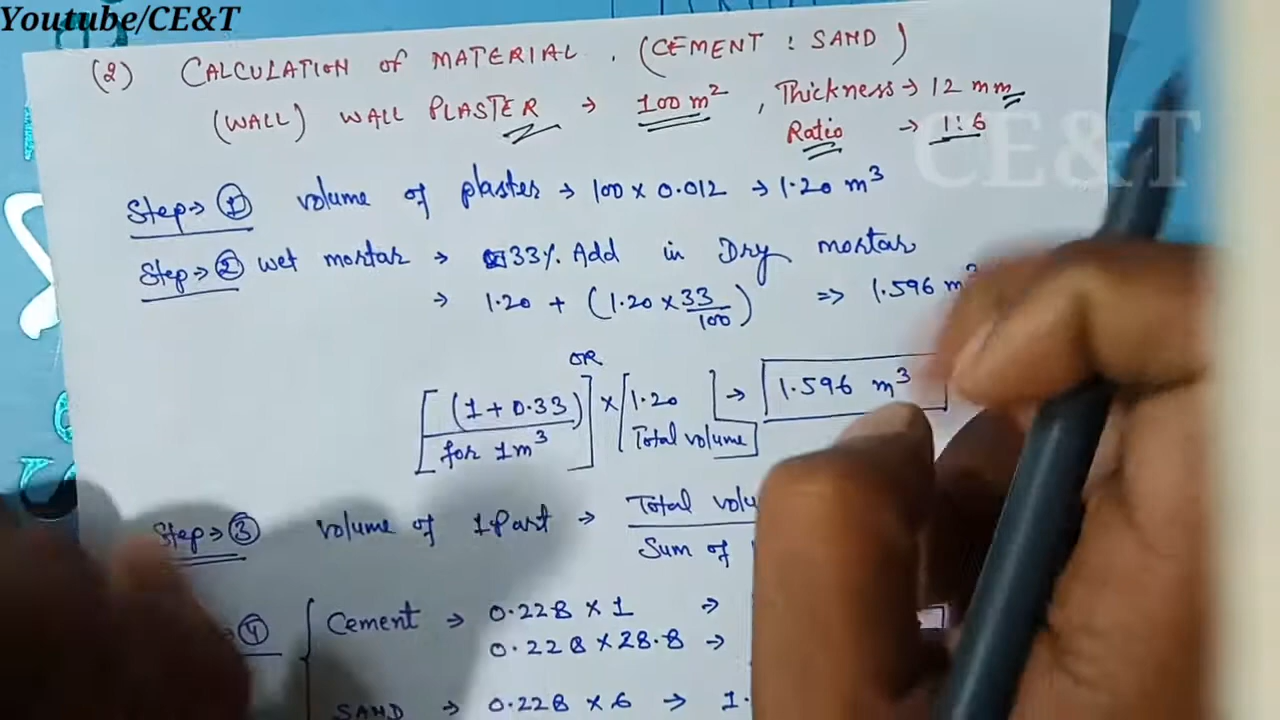 Youtube/CE&T
(2) CALCULATION of MATERIAL . (CEMENT : SAND)
(WALL) WALL PLASTER → 100 m² , Thickness → 12 mm
Ratio → 1:6
CE&T
Step→ ① volume of plaster → 100 × 0.012 → 1.20 m³
Step→ ② wet mortar → 33%. Add in Dry mortar
→ 1.20 + (1.20 × 33/100) ⇒ 1.596 m³
OR
[(1+0.33)/for 1m³] × [1.20 / Total volume] → 1.596 m³
Step→ ③ volume of 1 Part → Total / Sum of
④ Cement → 0.228 × 1 →
0.228 × 28.8 →
SAND → 0.228 × 6 → 1.